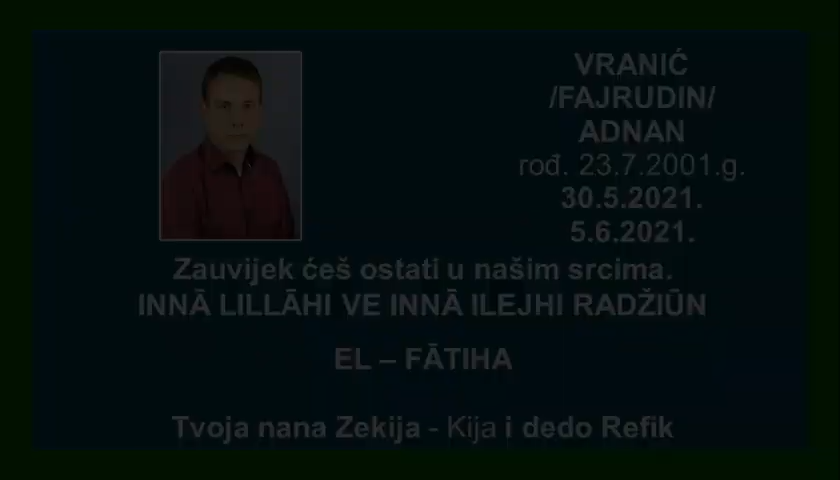 VRANIĆ
/FAJRUDIN/
ADNAN
rođ. 23.7.2001.g.
30.5.2021.
5.6.2021.
Zauvijek ćeš ostati u našim srcima.
INNĀ LILLĀHI VE INNĀ ILEJHI RADŽIŪN
EL – FĀTIHA
Tvoja nana Zekija - Kija i dedo Refik